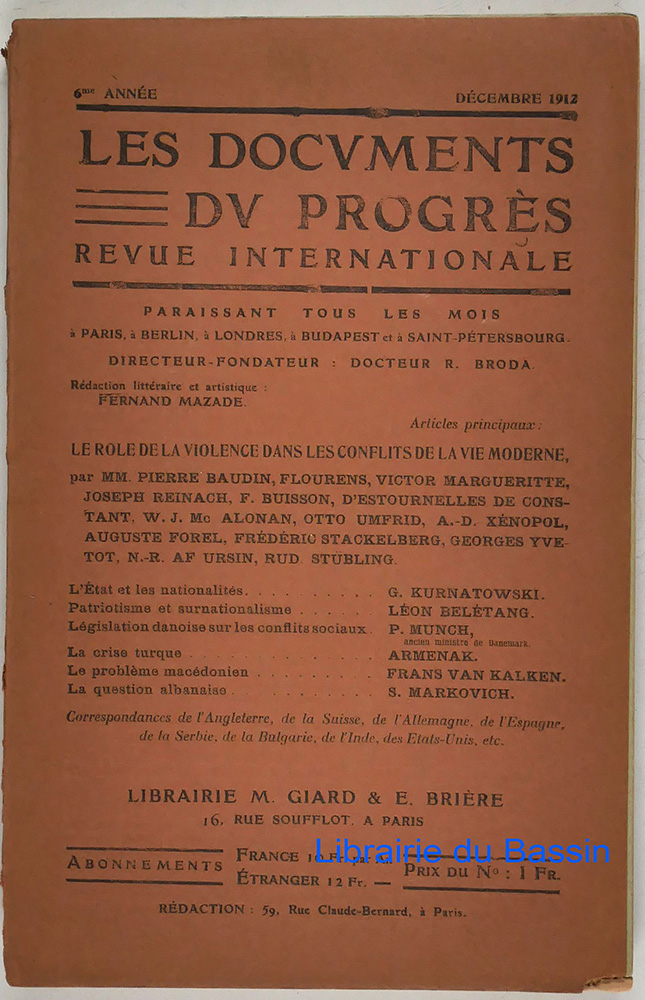 6me ANNÉE
DÉCEMBRE 1912
LES DOCVMENTS
DV PROGRÈS
REVUE INTERNATIONALE
PARAISSANT TOUS LES MOIS
à PARIS, à BERLIN, à LONDRES, à BUDAPEST et à SAINT-PÉTERSBOURG.
DIRECTEUR-FONDATEUR : DOCTEUR R. BRODA.
Rédaction littéraire et artistique :
FERNAND MAZADE.
Articles principaux :
LE ROLE DE LA VIOLENCE DANS LES CONFLITS DE LA VIE MODERNE,
par MM. PIERRE BAUDIN, FLOURENS, VICTOR MARGUERITTE,
JOSEPH REINACH, F. BUISSON, D'ESTOURNELLES DE CONS-
TANT, W. J. Mc ALONAN, OTTO UMFRID, A.-D. XÉNOPOL,
AUGUSTE FOREL, FRÉDÉRIC STACKELBERG, GEORGES YVE-
TOT, N.-R. AF URSIN, RUD. STÜBLING.
L'État et les nationalités. . . . . . . . . . G. KURNATOWSKI.
Patriotisme et surnationalisme . . . . . . LÉON BELÉTANG.
Législation danoise sur les conflits sociaux . P. MUNCH,
ancien ministre de Danemark.
La crise turque . . . . . . . . . . . . . ARMENAK.
Le problème macédonien . . . . . . . . . FRANS VAN KALKEN.
La question albanaise . . . . . . . . . . S. MARKOVICH.
Correspondances de l'Angleterre, de la Suisse, de l'Allemagne, de l'Espagne,
de la Serbie, de la Bulgarie, de l'Inde, des Etats-Unis, etc.
LIBRAIRIE M. GIARD & E. BRIÈRE
16, RUE SOUFFLOT, A PARIS
Librairie du Bassin
ABONNEMENTS
FRANCE 10 Fr. par An.
ÉTRANGER 12 Fr. —
PRIX DU No : 1 FR.
RÉDACTION : 59, Rue Claude-Bernard, à Paris.